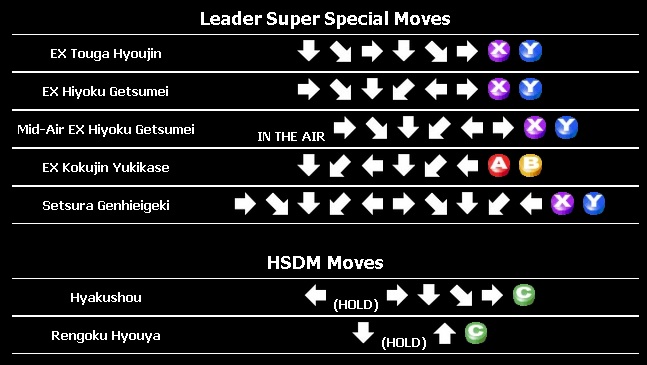 Leader Super Special Moves
EX Touga Hyoujin ↓ ↘ → ↓ ↘ → X Y
EX Hiyoku Getsumei → ↘ ↓ ↙ ← → X Y
Mid-Air EX Hiyoku Getsumei IN THE AIR → ↘ ↓ ↙ ← → X Y
EX Kokujin Yukikase ↓ ↙ ← ↓ ↙ ← A B
Setsura Genhieigeki → ↘ ↓ ↙ ← → ↘ ↓ ↙ ← X Y
HSDM Moves
Hyakushou ← (HOLD) → ↓ ↘ → C
Rengoku Hyouya ↓ (HOLD) ↑ C